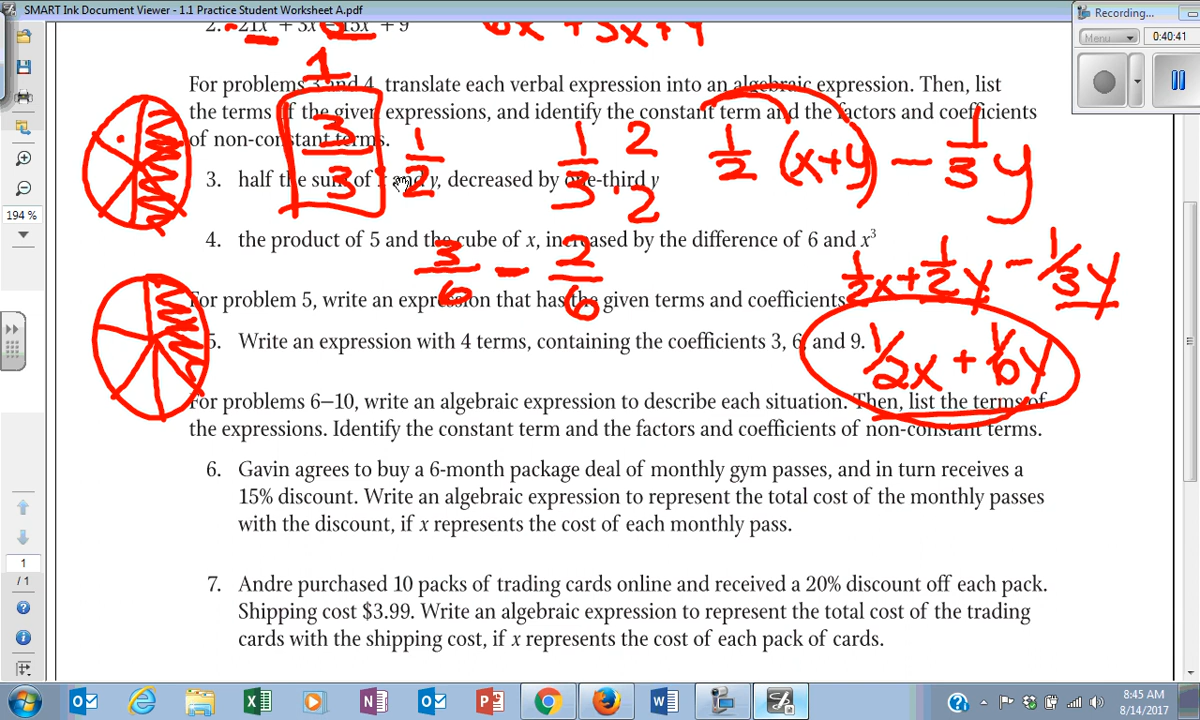 SMART Ink Document Viewer - 1.1 Practice Student Worksheet A.pdf
Recording...
Menu
0:40:41
194 %
1
/ 1
1
For problems 3 and 4, translate each verbal expression into an algebraic expression. Then, list
the terms of the given expressions, and identify the constant term and the factors and coefficients
of non-constant terms.
3/3
1/2
1/3 · 2/2
1/2 (x+y) - 1/3 y
3. half the sum of x and y, decreased by one-third y
4. the product of 5 and the cube of x, increased by the difference of 6 and x³
3/6 - 2/6
1/2x + 1/2y - 1/3y
For problem 5, write an expression that has the given terms and coefficients
5. Write an expression with 4 terms, containing the coefficients 3, 6, and 9.
1/2x + 1/6y
For problems 6–10, write an algebraic expression to describe each situation. Then, list the terms of
the expressions. Identify the constant term and the factors and coefficients of non-constant terms.
6. Gavin agrees to buy a 6-month package deal of monthly gym passes, and in turn receives a
15% discount. Write an algebraic expression to represent the total cost of the monthly passes
with the discount, if x represents the cost of each monthly pass.
7. Andre purchased 10 packs of trading cards online and received a 20% discount off each pack.
Shipping cost $3.99. Write an algebraic expression to represent the total cost of the trading
cards with the shipping cost, if x represents the cost of each pack of cards.
8:45 AM
8/14/2017